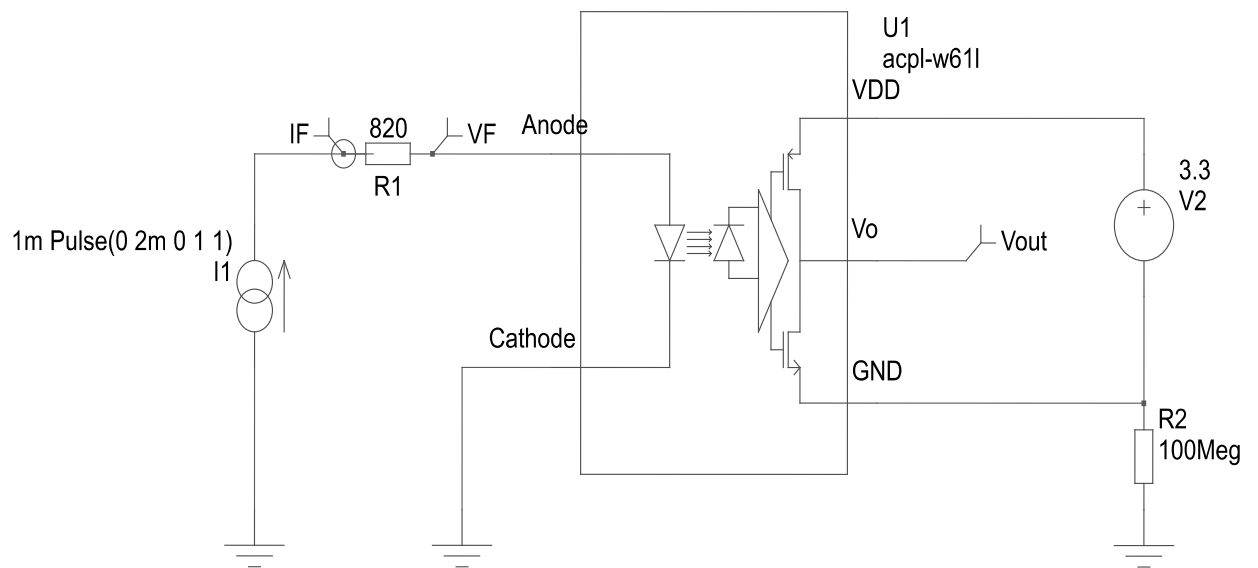 U1
acpl-w61l
VDD
IF
820
VF
Anode
R1
3.3
V2
1m Pulse(0 2m 0 1 1)
I1
+
Vo
Vout
Cathode
GND
R2
100Meg